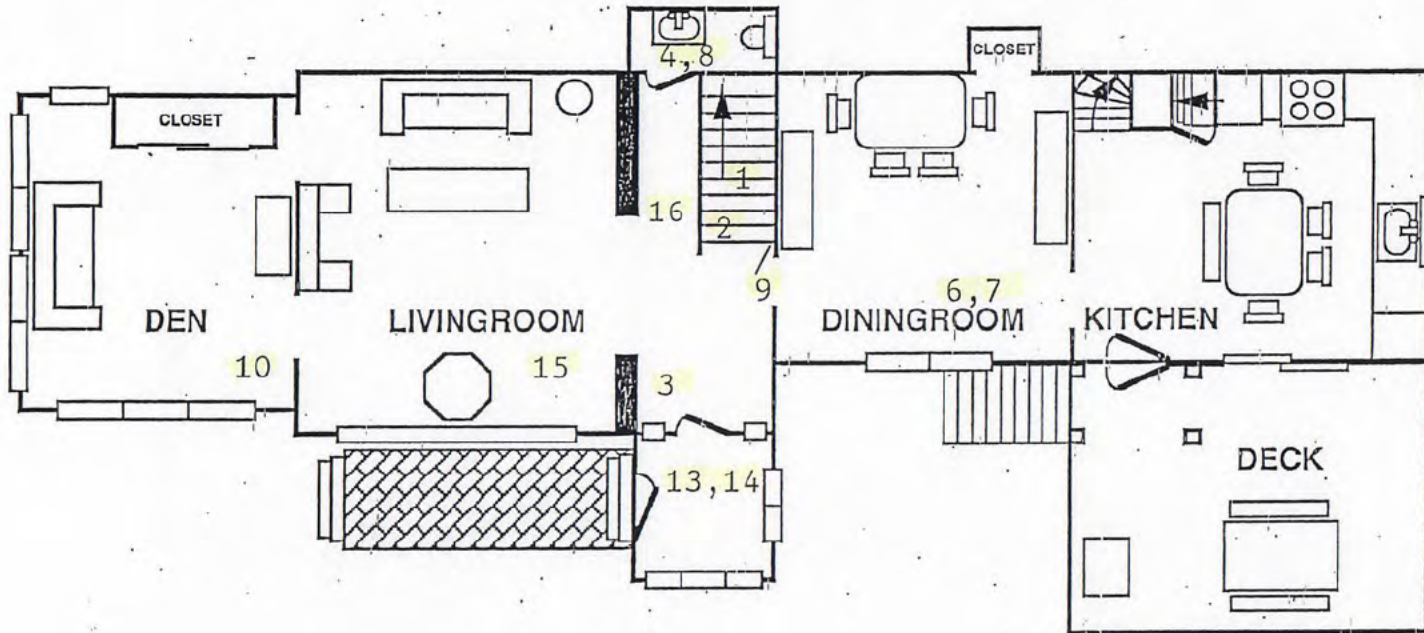 4,8
CLOSET
CLOSET
1
16
2
9
6,7
DEN
LIVINGROOM
DININGROOM
KITCHEN
10
15
3
DECK
13,14